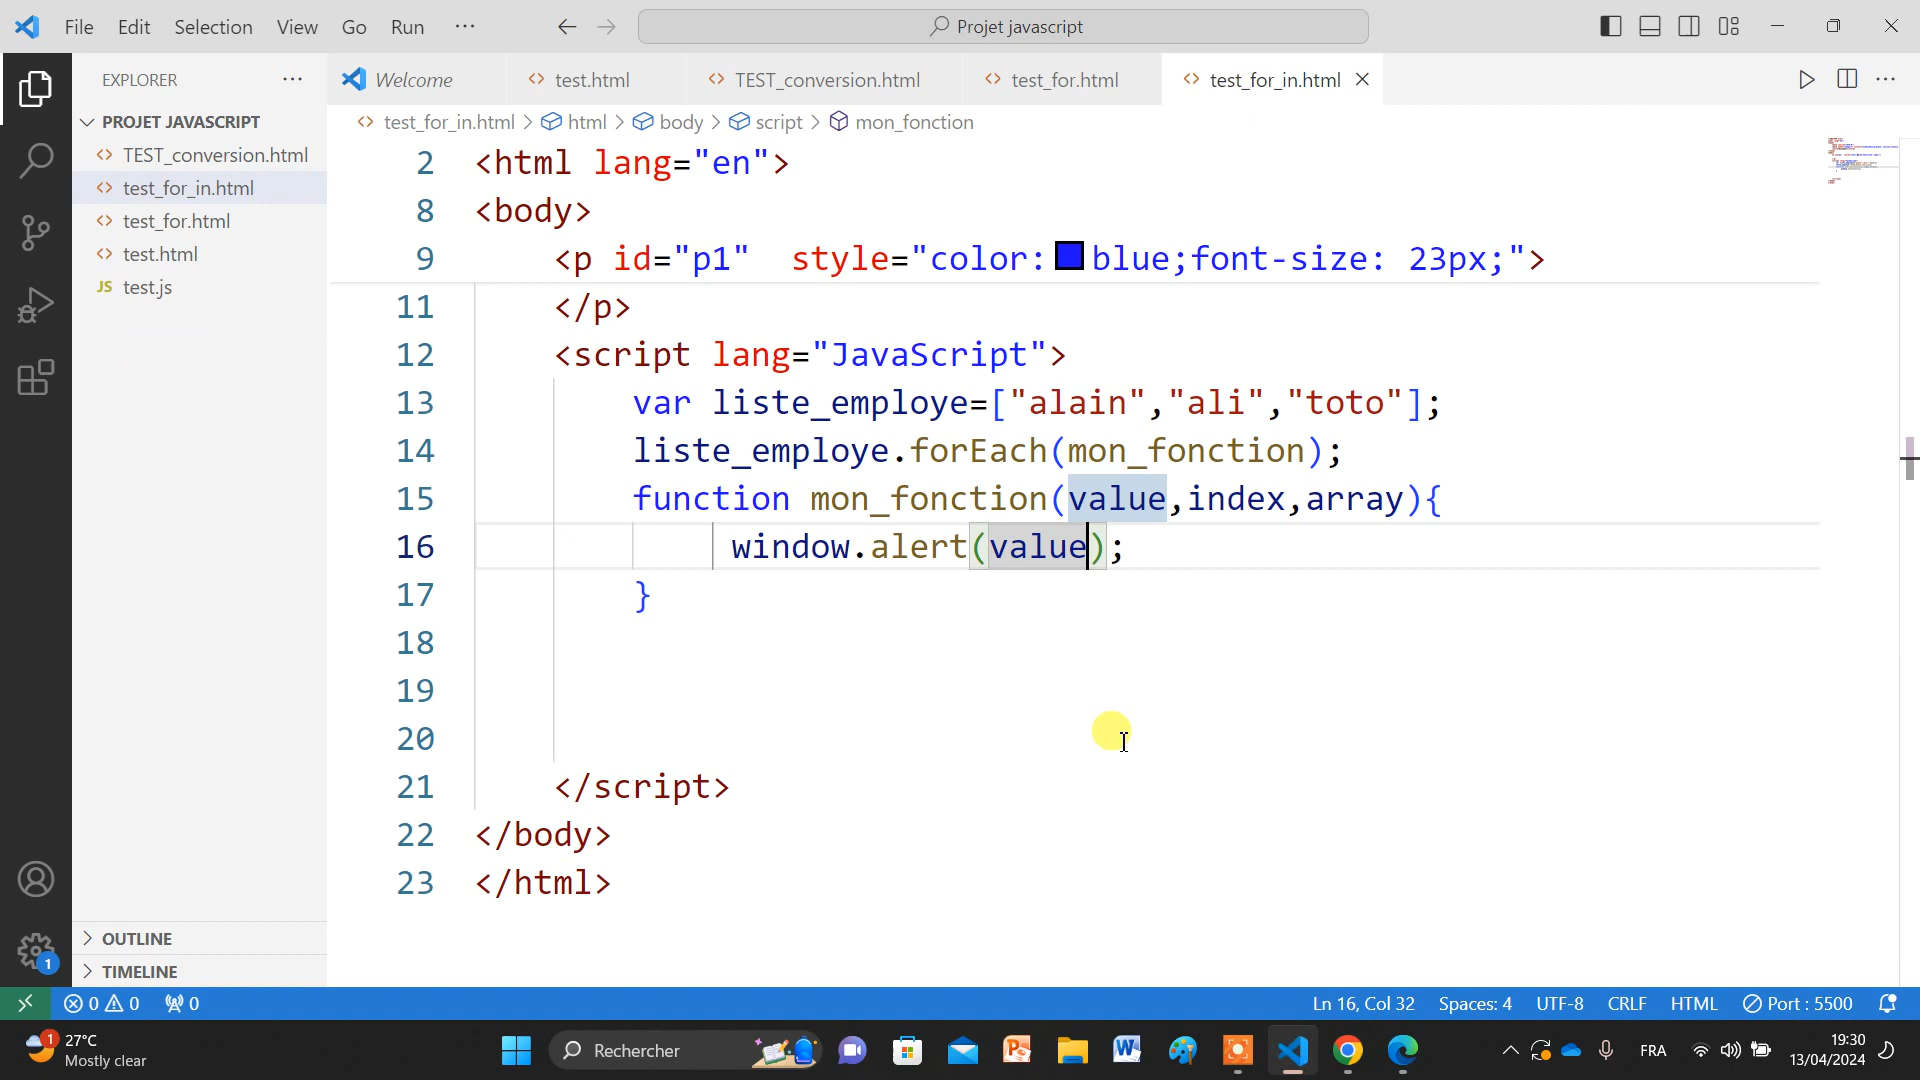 File Edit Selection View Go Run ··· Projet javascript
EXPLORER ··· Welcome test.html TEST_conversion.html test_for.html test_for_in.html
PROJET JAVASCRIPT
TEST_conversion.html
test_for_in.html
test_for.html
test.html
JS test.js
OUTLINE
TIMELINE
test_for_in.html > html > body > script > mon_fonction
2 <html lang="en">
8 <body>
9 <p id="p1"  style="color:blue;font-size: 23px;">
11 </p>
12 <script lang="JavaScript">
13 var liste_employe=["alain","ali","toto"];
14 liste_employe.forEach(mon_fonction);
15 function mon_fonction(value,index,array){
16 window.alert(value);
17 }
18
19
20
21 </script>
22 </body>
23 </html>
1
0 0 0 Ln 16, Col 32 Spaces: 4 UTF-8 CRLF HTML Port : 5500
1 27°C
Mostly clear
Rechercher
FRA
19:30
13/04/2024